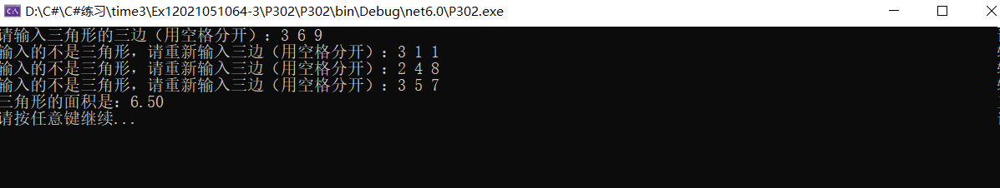 D:\C#\C#练习\time3\Ex12021051064-3\P302\P302\bin\Debug\net6.0\P302.exe
请输入三角形的三边（用空格分开）：3 6 9
输入的不是三角形，请重新输入三边（用空格分开）：3 1 1
输入的不是三角形，请重新输入三边（用空格分开）：2 4 8
输入的不是三角形，请重新输入三边（用空格分开）：3 5 7
三角形的面积是：6.50
请按任意键继续...